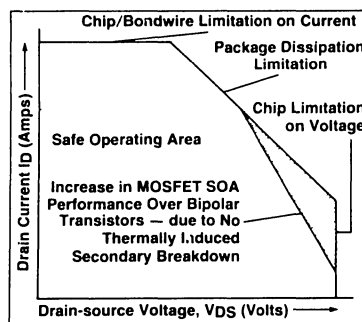 Chip/Bondwire Limitation on Current
Package Dissipation
Limitation
Chip Limitation
on Voltage
Safe Operating Area
Increase in MOSFET SOA
Performance Over Bipolar
Transistors — due to No
Thermally Induced
Secondary Breakdown
Drain Current ID (Amps)
Drain-source Voltage, VDS (Volts)